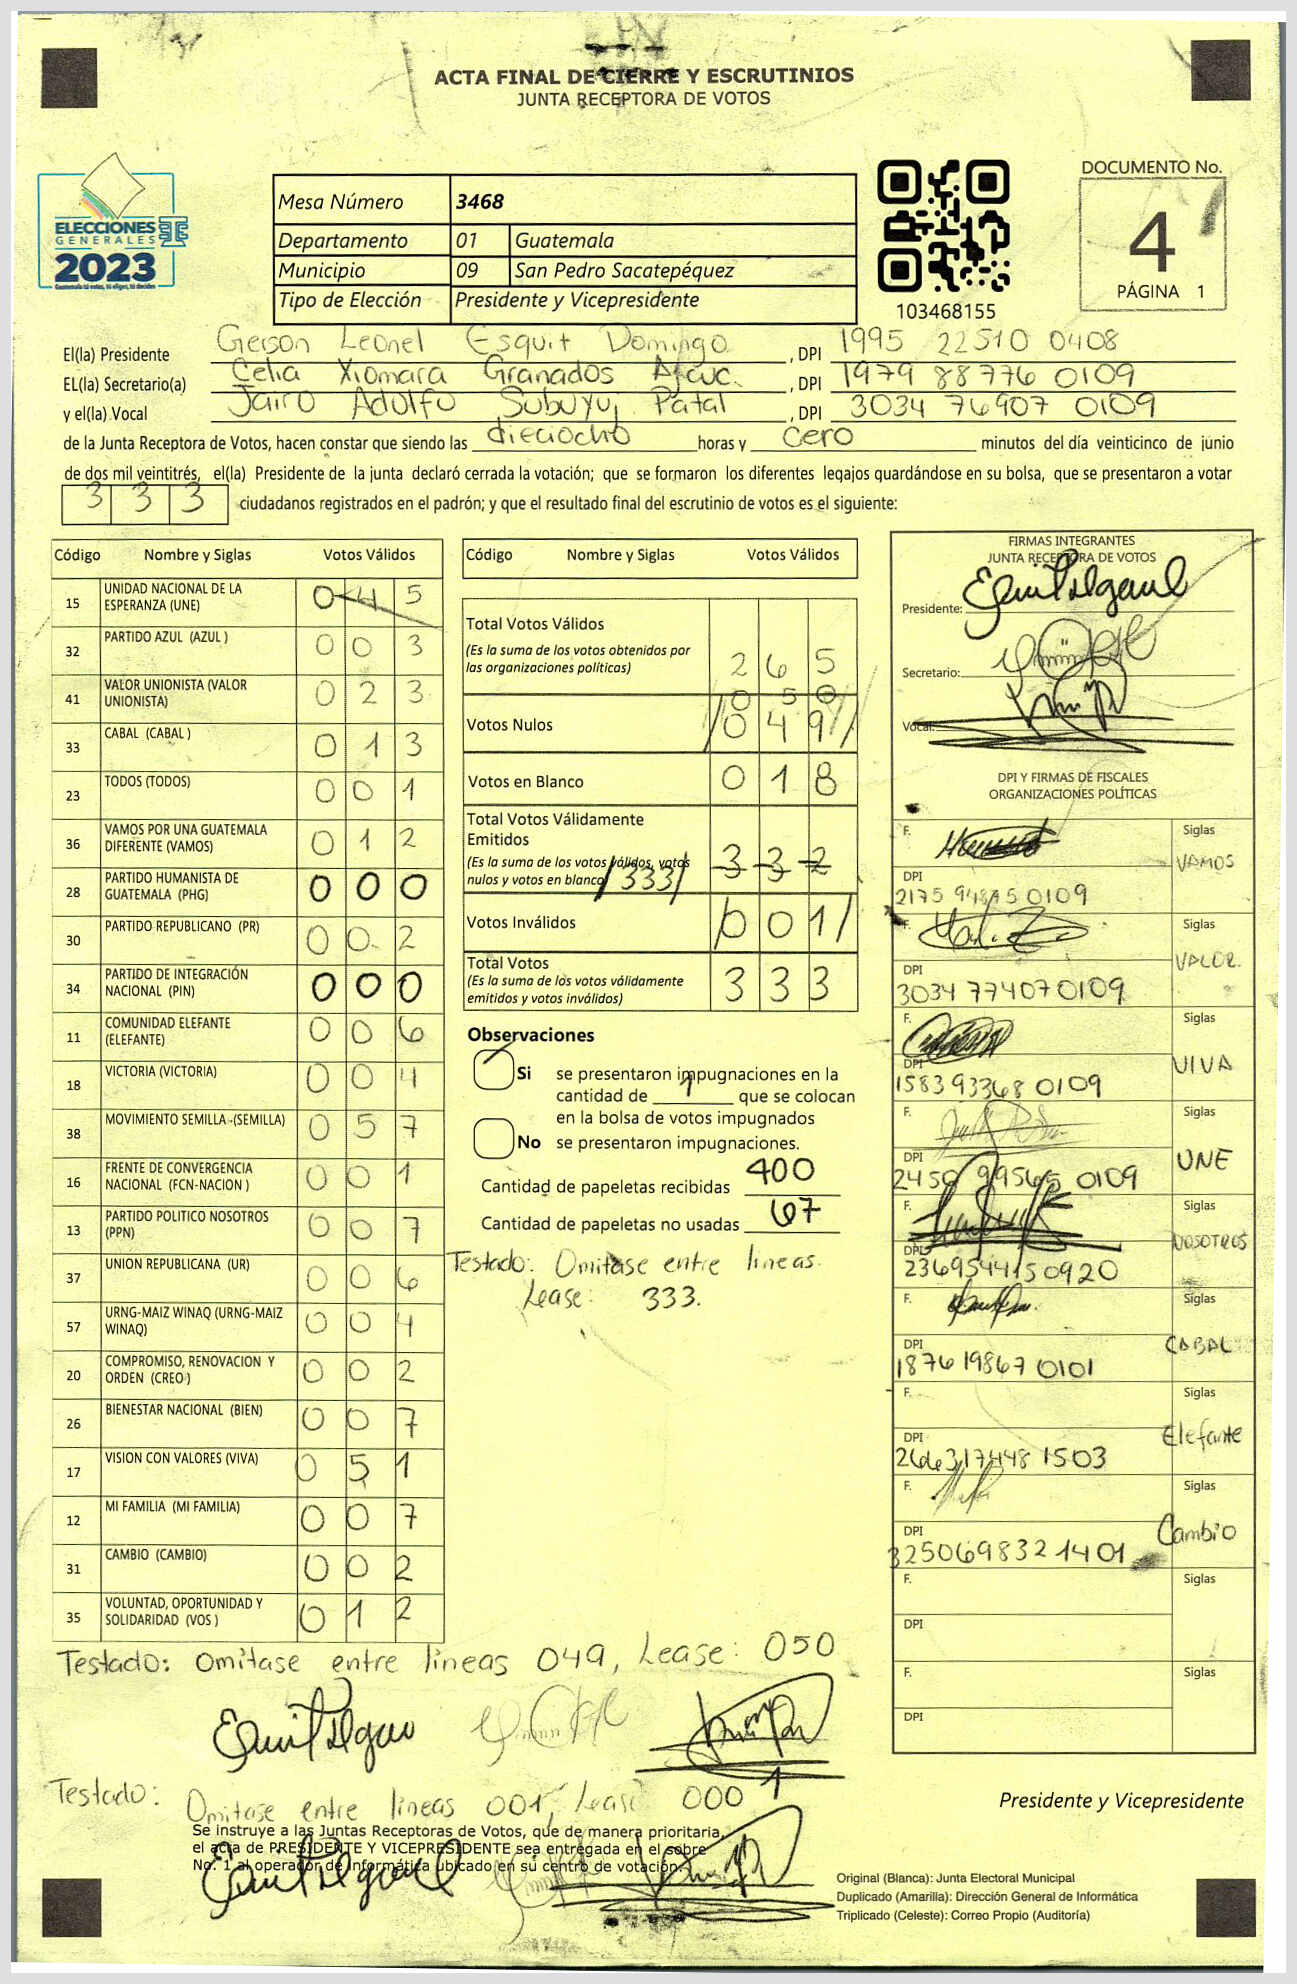 ACTA FINAL DE CIERRE Y ESCRUTINIOS
JUNTA RECEPTORA DE VOTOS
ELECCIONES
GENERALES
2023
Guatemala tú votas, tú eliges, tú decides
Mesa Número 3468
Departamento 01 Guatemala
Municipio 09 San Pedro Sacatepéquez
Tipo de Elección Presidente y Vicepresidente
103468155
DOCUMENTO No.
4
PÁGINA 1
El(la) Presidente Gerson Leonel Esquit Domingo , DPI 1995 22510 0408
EL(la) Secretario(a) Celia Xiomara Granados , DPI 1979 88776 0109
y el(la) Vocal Jairo Adolfo Subuyuj Patal , DPI 3034 76907 0109
de la Junta Receptora de Votos, hacen constar que siendo las dieciocho horas y cero minutos del día veinticinco de junio
de dos mil veintitrés, el(la) Presidente de la junta declaró cerrada la votación; que se formaron los diferentes legajos guardándose en su bolsa, que se presentaron a votar
3 3 3 ciudadanos registrados en el padrón; y que el resultado final del escrutinio de votos es el siguiente:
Código Nombre y Siglas Votos Válidos
15 UNIDAD NACIONAL DE LA ESPERANZA (UNE) 0 4 5
32 PARTIDO AZUL (AZUL ) 0 0 3
41 VALOR UNIONISTA (VALOR UNIONISTA) 0 2 3
33 CABAL (CABAL ) 0 1 3
23 TODOS (TODOS) 0 0 1
36 VAMOS POR UNA GUATEMALA DIFERENTE (VAMOS) 0 1 2
28 PARTIDO HUMANISTA DE GUATEMALA (PHG) 0 0 0
30 PARTIDO REPUBLICANO (PR) 0 0 2
34 PARTIDO DE INTEGRACIÓN NACIONAL (PIN) 0 0 0
11 COMUNIDAD ELEFANTE (ELEFANTE) 0 0 6
18 VICTORIA (VICTORIA) 0 0 4
38 MOVIMIENTO SEMILLA (SEMILLA) 0 5 7
16 FRENTE DE CONVERGENCIA NACIONAL (FCN-NACION ) 0 0 1
13 PARTIDO POLITICO NOSOTROS (PPN) 0 0 7
37 UNION REPUBLICANA (UR) 0 0 6
57 URNG-MAIZ WINAQ (URNG-MAIZ WINAQ) 0 0 4
20 COMPROMISO, RENOVACION Y ORDEN (CREO ) 0 0 2
26 BIENESTAR NACIONAL (BIEN) 0 0 7
17 VISION CON VALORES (VIVA) 0 5 1
12 MI FAMILIA (MI FAMILIA) 0 0 7
31 CAMBIO (CAMBIO) 0 0 2
35 VOLUNTAD, OPORTUNIDAD Y SOLIDARIDAD (VOS ) 0 1 2
Código Nombre y Siglas Votos Válidos
Total Votos Válidos
(Es la suma de los votos obtenidos por
las organizaciones políticas) 2 6 5
0 5 0
Votos Nulos /0 4 9/
Votos en Blanco 0 1 8
Total Votos Válidamente
Emitidos
(Es la suma de los votos válidos, votos
nulos y votos en blanco) /333/ 3 3 2
Votos Inválidos /0 0 1/
Total Votos
(Es la suma de los votos válidamente
emitidos y votos inválidos) 3 3 3
Observaciones
Si se presentaron impugnaciones en la
cantidad de 1 que se colocan
en la bolsa de votos impugnados
No se presentaron impugnaciones.
Cantidad de papeletas recibidas 400
Cantidad de papeletas no usadas 67
Testado: Omitase entre lineas.
Lease: 333.
FIRMAS INTEGRANTES
JUNTA RECEPTORA DE VOTOS
Presidente:
Secretario:
Vocal:
DPI Y FIRMAS DE FISCALES
ORGANIZACIONES POLÍTICAS
F. Siglas VAMOS
DPI 0109
F. Siglas VALOR.
DPI 3034 77407 0109
F. Siglas VIVA
DPI 1583 93368 0109
F. Siglas UNE
DPI 2450 99565 0109
F. Siglas NOSOTROS
DPI 2369544150920
F. Siglas CABAL
DPI 1876 19867 0101
F. Siglas Elefante
DPI 266317448 1503
F. Siglas Cambio
DPI 3250698321401
F. Siglas
DPI
F. Siglas
DPI
Testado: Omitase entre lineas 049, Lease: 050
Testado: Omitase entre lineas 001, Lease 000 1
Se instruye a las Juntas Receptoras de Votos, que de manera prioritaria,
el acta de PRESIDENTE Y VICEPRESIDENTE sea entregada en el sobre
No. 1 al operador de informática ubicado en su centro de votación.
Presidente y Vicepresidente
Original (Blanca): Junta Electoral Municipal
Duplicado (Amarilla): Dirección General de Informática
Triplicado (Celeste): Correo Propio (Auditoría)